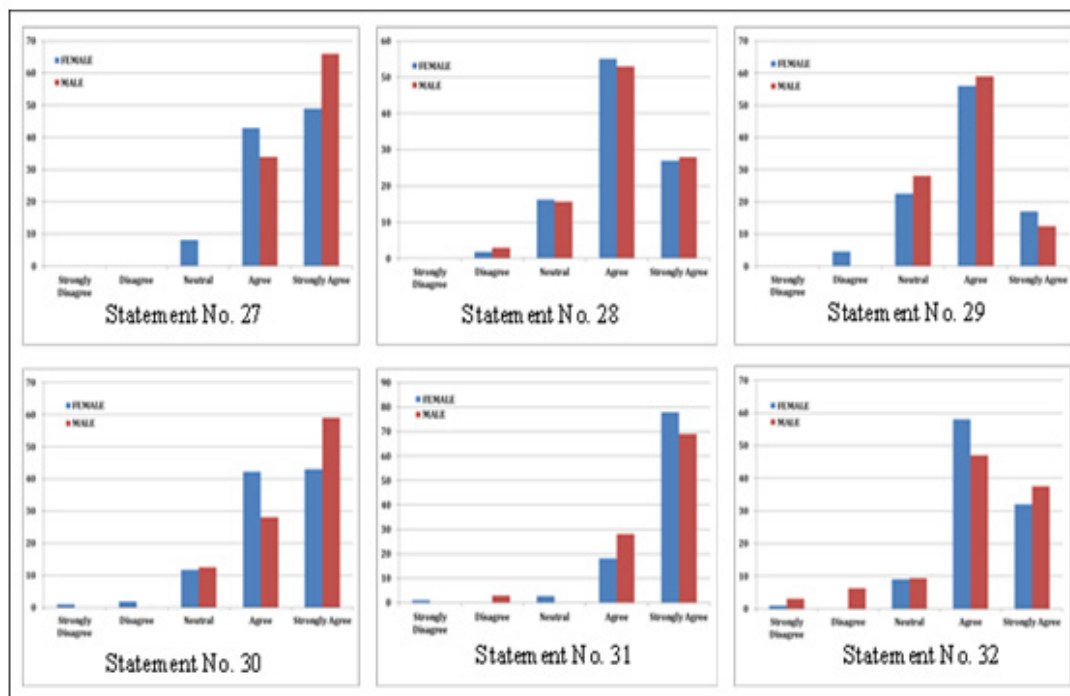 70
60
50
40
30
20
10
0
FEMALE
MALE
Strongly Disagree Disagree Neutral Agree Strongly Agree
Statement No. 27
60
50
40
30
20
10
0
FEMALE
MALE
Strongly Disagree Disagree Neutral Agree Strongly Agree
Statement No. 28
70
60
50
40
30
20
10
0
FEMALE
MALE
Strongly Disagree Disagree Neutral Agree Strongly Agree
Statement No. 29
70
60
50
40
30
20
10
0
FEMALE
MALE
Strongly Disagree Disagree Neutral Agree Strongly Agree
Statement No. 30
90
80
70
60
50
40
30
20
10
0
FEMALE
MALE
Strongly Disagree Disagree Neutral Agree Strongly Agree
Statement No. 31
70
60
50
40
30
20
10
0
FEMALE
MALE
Strongly Disagree Disagree Neutral Agree Strongly Agree
Statement No. 32